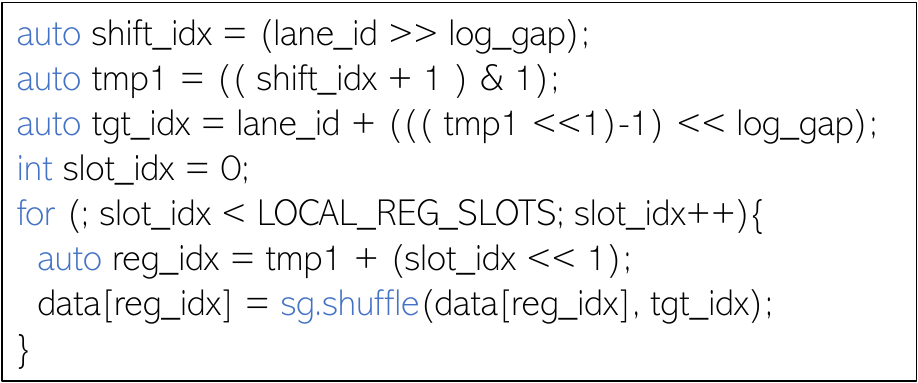 auto shift_idx = (lane_id >> log_gap);
auto tmp1 = (( shift_idx + 1 ) & 1);
auto tgt_idx = lane_id + ((( tmp1 <<1)-1) << log_gap);
int slot_idx = 0;
for (; slot_idx < LOCAL_REG_SLOTS; slot_idx++){
  auto reg_idx = tmp1 + (slot_idx << 1);
  data[reg_idx] = sg.shuffle(data[reg_idx], tgt_idx);
}